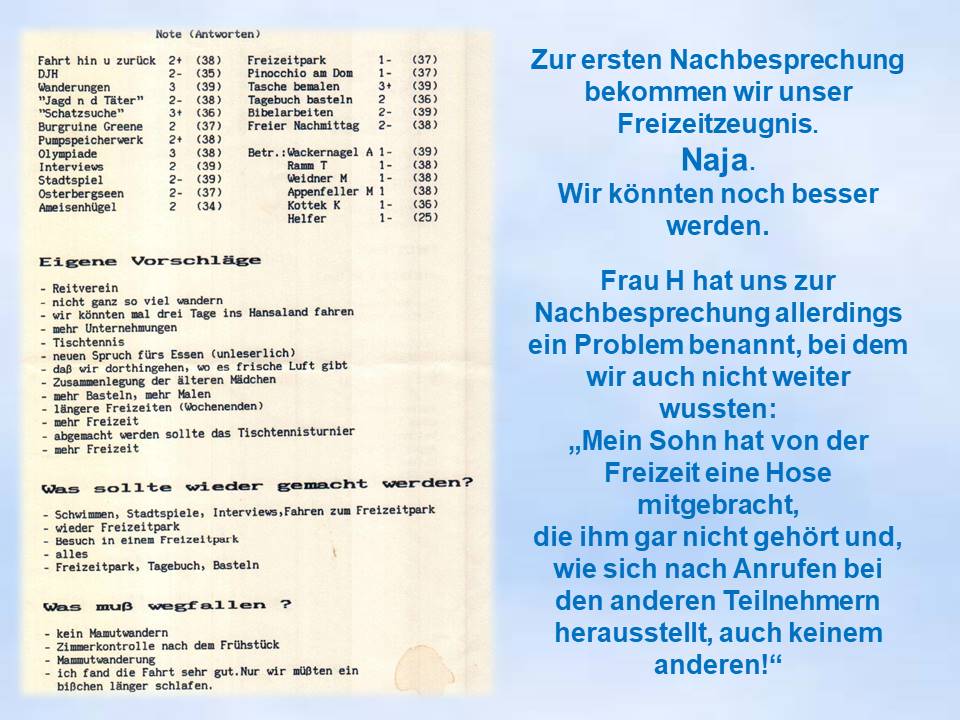 Note (Antworten)
Fahrt hin u zurück 2+ (38)
DJH 2- (35)
Wanderungen 3 (39)
"Jagd n d Täter" 2- (38)
"Schatzsuche" 3+ (36)
Burgruine Greene 2 (37)
Pumpspeicherwerk 2+ (38)
Olympiade 3 (38)
Interviews 2 (39)
Stadtspiel 2- (39)
Osterbergseen 2- (37)
Ameisenhügel 2 (34)
Freizeitpark 1- (37)
Pinocchio am Dom 1- (37)
Tasche bemalen 3+ (39)
Tagebuch basteln 2 (36)
Bibelarbeiten 2- (39)
Freier Nachmittag 2- (38)
Betr.:Wackernagel A 1- (39)
Ramm T 1- (38)
Weidner M 1- (38)
Appenfeller M 1 (38)
Kottek K 1- (36)
Helfer 1- (25)
Eigene Vorschläge
- Reitverein
- nicht ganz so viel wandern
- wir könnten mal drei Tage ins Hansaland fahren
- mehr Unternehmungen
- Tischtennis
- neuen Spruch fürs Essen (unleserlich)
- daß wir dorthingehen, wo es frische Luft gibt
- Zusammenlegung der älteren Mädchen
- mehr Basteln, mehr Malen
- längere Freizeiten (Wochenenden)
- mehr Freizeit
- abgemacht werden sollte das Tischtennisturnier
- mehr Freizeit
Was sollte wieder gemacht werden?
- Schwimmen, Stadtspiele, Interviews,Fahren zum Freizeitpark
- wieder Freizeitpark
- Besuch in einem Freizeitpark
- alles
- Freizeitpark, Tagebuch, Basteln
Was muß wegfallen ?
- kein Mamutwandern
- Zimmerkontrolle nach dem Frühstück
- Mammutwanderung
- ich fand die Fahrt sehr gut.Nur wir müßten ein
bißchen länger schlafen.
Zur ersten Nachbesprechung
bekommen wir unser
Freizeitzeugnis.
Naja.
Wir könnten noch besser
werden.
Frau H hat uns zur
Nachbesprechung allerdings
ein Problem benannt, bei dem
wir auch nicht weiter
wussten:
„Mein Sohn hat von der
Freizeit eine Hose
mitgebracht,
die ihm gar nicht gehört und,
wie sich nach Anrufen bei
den anderen Teilnehmern
herausstellt, auch keinem
anderen!“